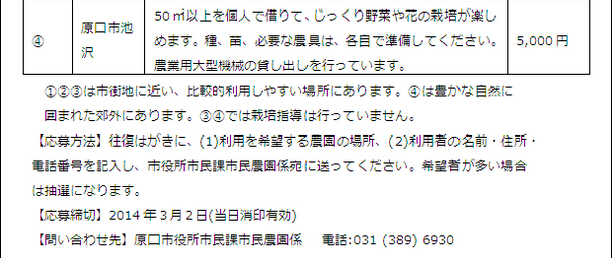 ④ 原口市池沢 50㎡以上を個人で借りて、じっくり野菜や花の栽培が楽し
めます。種、苗、必要な農具は、各自で準備してください。 5,000円
農業用大型機械の貸し出しを行っています。
①②③は市街地に近い、比較的利用しやすい場所にあります。④は豊かな自然に
囲まれた郊外にあります。③④では栽培指導は行っていません。
【応募方法】往復はがきに、(1)利用を希望する農園の場所、(2)利用者の名前・住所・
電話番号を記入し、市役所市民課市民農園係宛に送ってください。希望者が多い場合
は抽選になります。
【応募締切】2014年3月2日(当日消印有効)
【問い合わせ先】原口市役所市民課市民農園係 電話:031 (389) 6930